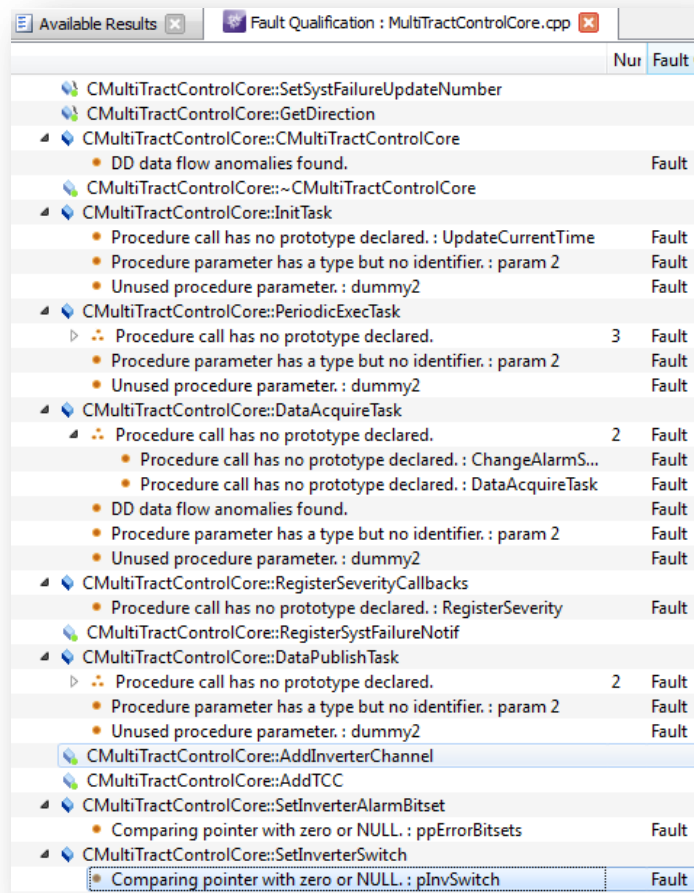 Available Results
Fault Qualification : MultiTractControlCore.cpp
Nur Fault
CMultiTractControlCore::SetSystFailureUpdateNumber
CMultiTractControlCore::GetDirection
CMultiTractControlCore::CMultiTractControlCore
DD data flow anomalies found. Fault
CMultiTractControlCore::~CMultiTractControlCore
CMultiTractControlCore::InitTask
Procedure call has no prototype declared. : UpdateCurrentTime Fault
Procedure parameter has a type but no identifier. : param 2 Fault
Unused procedure parameter. : dummy2 Fault
CMultiTractControlCore::PeriodicExecTask
Procedure call has no prototype declared. 3 Fault
Procedure parameter has a type but no identifier. : param 2 Fault
Unused procedure parameter. : dummy2 Fault
CMultiTractControlCore::DataAcquireTask
Procedure call has no prototype declared. 2 Fault
Procedure call has no prototype declared. : ChangeAlarmS... Fault
Procedure call has no prototype declared. : DataAcquireTask Fault
DD data flow anomalies found. Fault
Procedure parameter has a type but no identifier. : param 2 Fault
Unused procedure parameter. : dummy2 Fault
CMultiTractControlCore::RegisterSeverityCallbacks
Procedure call has no prototype declared. : RegisterSeverity Fault
CMultiTractControlCore::RegisterSystFailureNotif
CMultiTractControlCore::DataPublishTask
Procedure call has no prototype declared. 2 Fault
Procedure parameter has a type but no identifier. : param 2 Fault
Unused procedure parameter. : dummy2 Fault
CMultiTractControlCore::AddInverterChannel
CMultiTractControlCore::AddTCC
CMultiTractControlCore::SetInverterAlarmBitset
Comparing pointer with zero or NULL. : ppErrorBitsets Fault
CMultiTractControlCore::SetInverterSwitch
Comparing pointer with zero or NULL. : pInvSwitch Fault